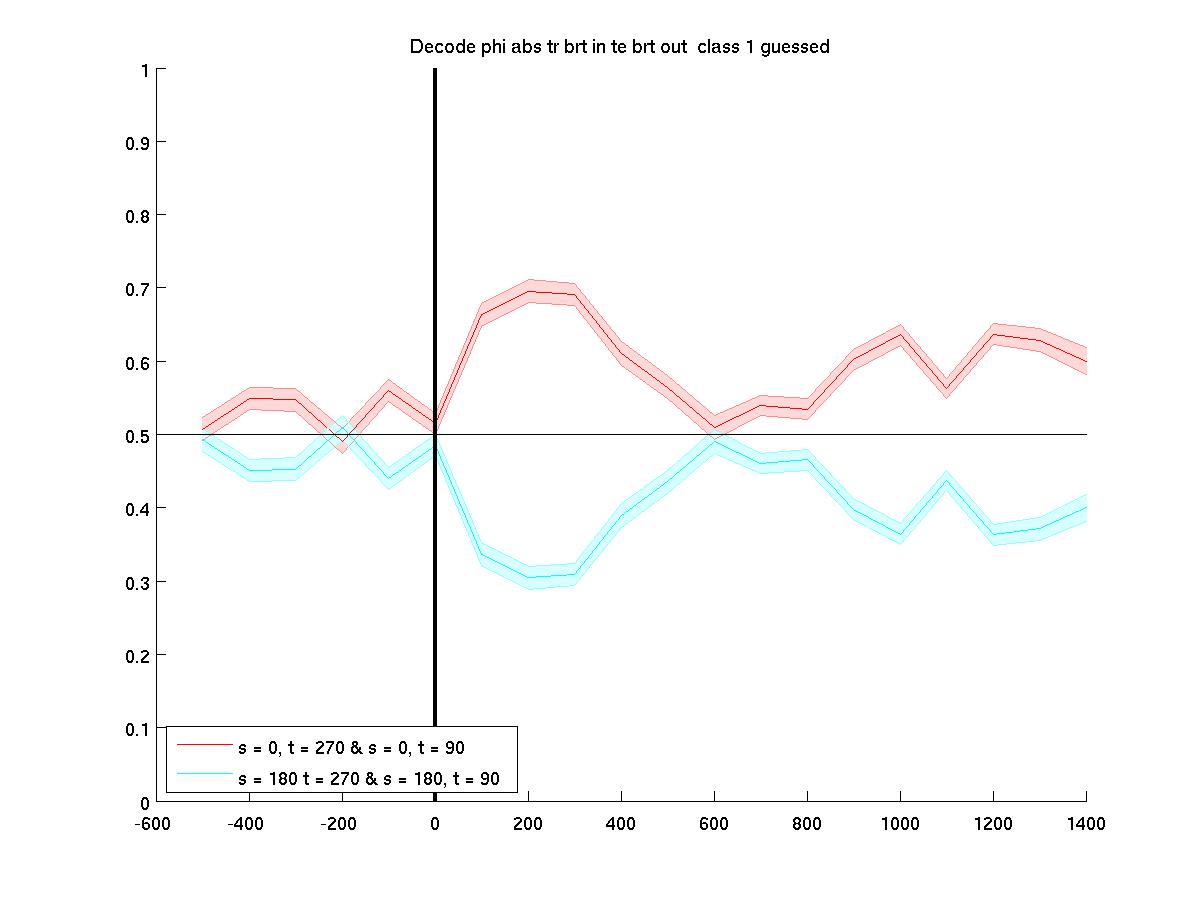 Decode phi abs tr brt in te brt out  class 1 guessed
1
0.9
0.8
0.7
0.6
0.5
0.4
0.3
0.2
0.1
0
s = 0, t = 270 & s = 0, t = 90
s = 180 t = 270 & s = 180, t = 90
-600 -400 -200 0 200 400 600 800 1000 1200 1400